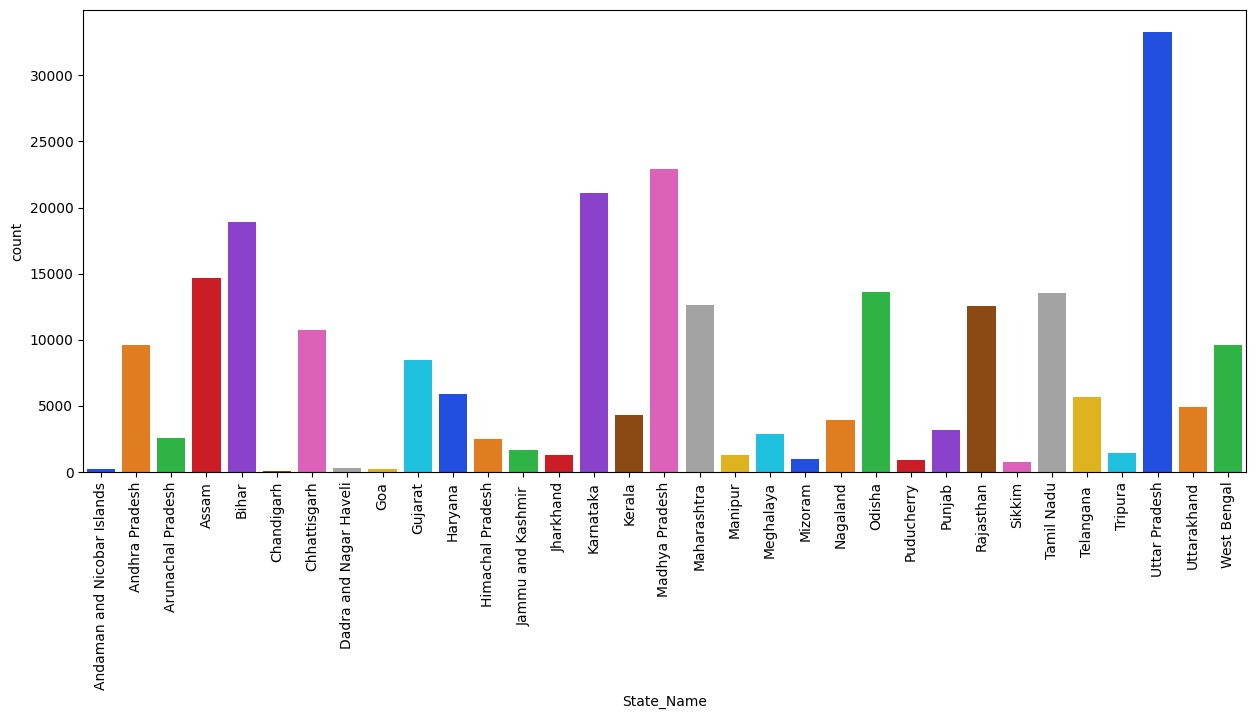 30000
25000
20000
15000
10000
5000
0
count
Andaman and Nicobar Islands
Andhra Pradesh
Arunachal Pradesh
Assam
Bihar
Chandigarh
Chhattisgarh
Dadra and Nagar Haveli
Goa
Gujarat
Haryana
Himachal Pradesh
Jammu and Kashmir
Jharkhand
Karnataka
Kerala
Madhya Pradesh
Maharashtra
Manipur
Meghalaya
Mizoram
Nagaland
Odisha
Puducherry
Punjab
Rajasthan
Sikkim
Tamil Nadu
Telangana
Tripura
Uttar Pradesh
Uttarakhand
West Bengal
State_Name